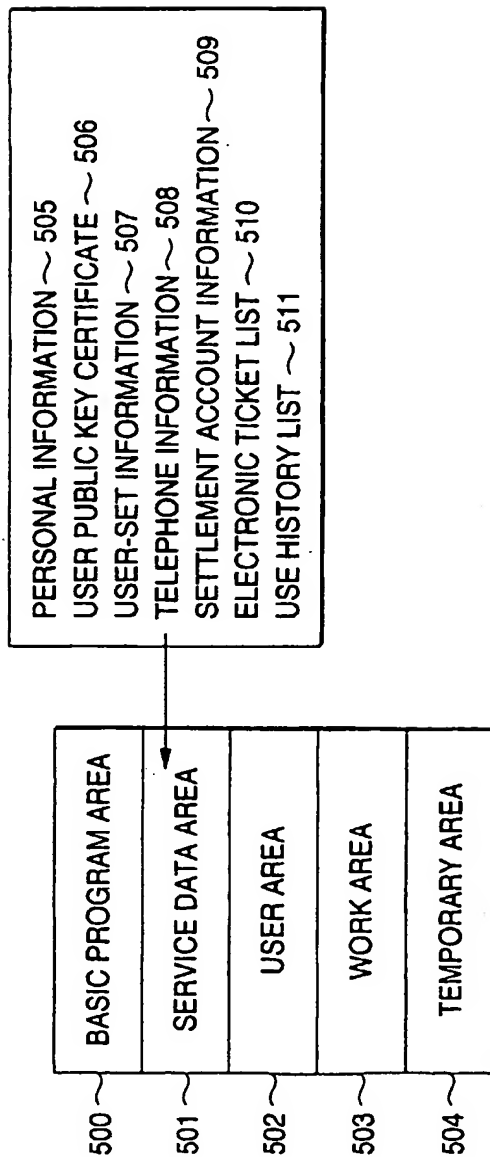 PERSONAL INFORMATION ~ 505
USER PUBLIC KEY CERTIFICATE ~ 506
USER-SET INFORMATION ~ 507
TELEPHONE INFORMATION ~ 508
SETTLEMENT ACCOUNT INFORMATION ~ 509
ELECTRONIC TICKET LIST ~ 510
USE HISTORY LIST ~ 511
500 ~ BASIC PROGRAM AREA
501 ~ SERVICE DATA AREA
502 ~ USER AREA
503 ~ WORK AREA
504 ~ TEMPORARY AREA